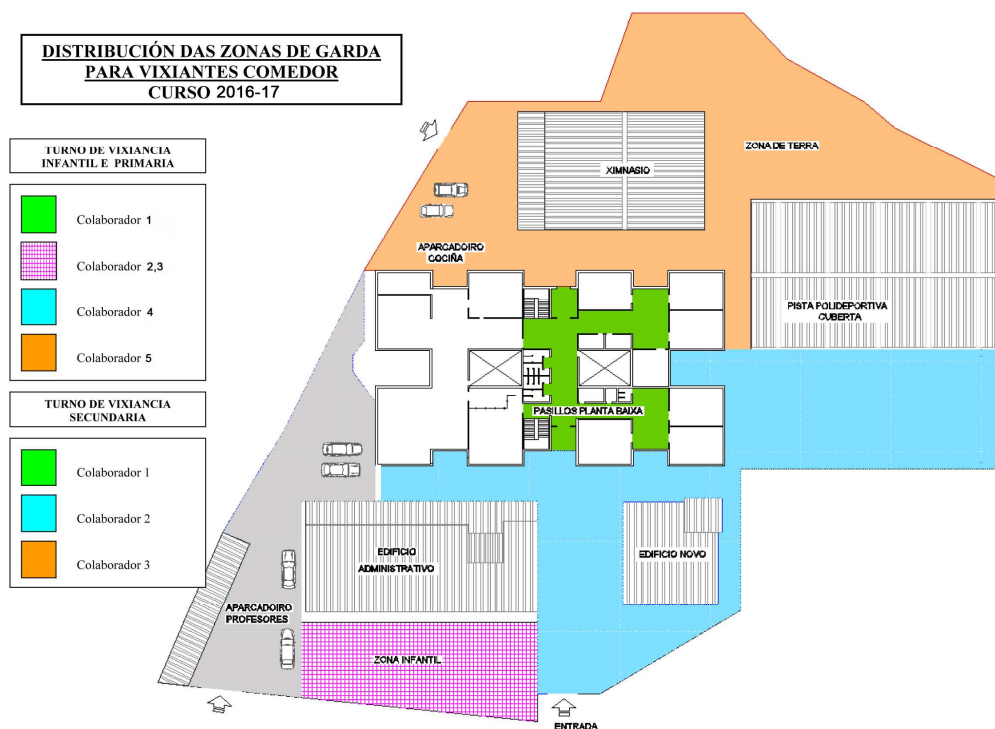 DISTRIBUCIÓN DAS ZONAS DE GARDA
PARA VIXIANTES COMEDOR
CURSO 2016-17
TURNO DE VIXIANCIA
INFANTIL E PRIMARIA
Colaborador 1
Colaborador 2,3
Colaborador 4
Colaborador 5
TURNO DE VIXIANCIA
SECUNDARIA
Colaborador 1
Colaborador 2
Colaborador 3
ZONA DE TERRA
XIMNASIO
APARCADOIRO
COCIÑA
PISTA POLIDEPORTIVA
CUBERTA
PASILLOS PLANTA BAIXA
EDIFICIO
ADMINISTRATIVO
EDIFICIO NOVO
APARCADOIRO
PROFESORES
ZONA INFANTIL
ENTRADA